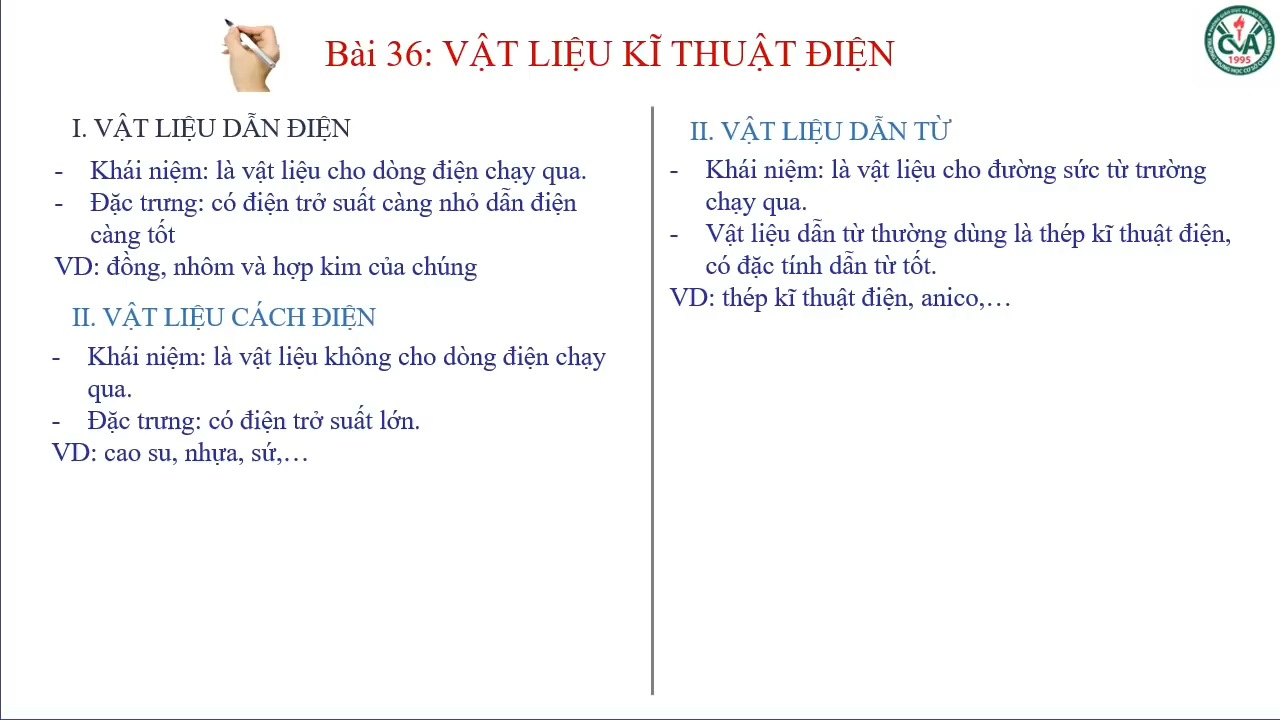 Bài 36: VẬT LIỆU KĨ THUẬT ĐIỆN
CVA
1995
I. VẬT LIỆU DẪN ĐIỆN
- Khái niệm: là vật liệu cho dòng điện chạy qua.
- Đặc trưng: có điện trở suất càng nhỏ dẫn điện
càng tốt
VD: đồng, nhôm và hợp kim của chúng
II. VẬT LIỆU CÁCH ĐIỆN
- Khái niệm: là vật liệu không cho dòng điện chạy
qua.
- Đặc trưng: có điện trở suất lớn.
VD: cao su, nhựa, sứ,…
II. VẬT LIỆU DẪN TỪ
- Khái niệm: là vật liệu cho đường sức từ trường
chạy qua.
- Vật liệu dẫn từ thường dùng là thép kĩ thuật điện,
có đặc tính dẫn từ tốt.
VD: thép kĩ thuật điện, anico,…